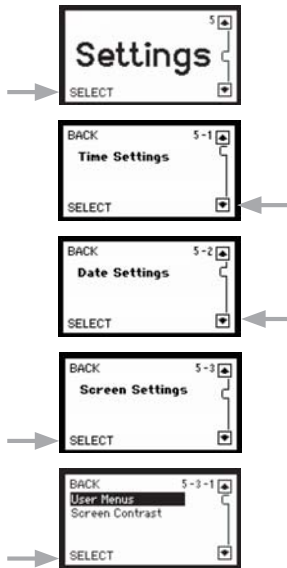 5
Settings
SELECT
BACK 5-1
Time Settings
SELECT
BACK 5-2
Date Settings
SELECT
BACK 5-3
Screen Settings
SELECT
BACK 5-3-1
User Menus
Screen Contrast
SELECT